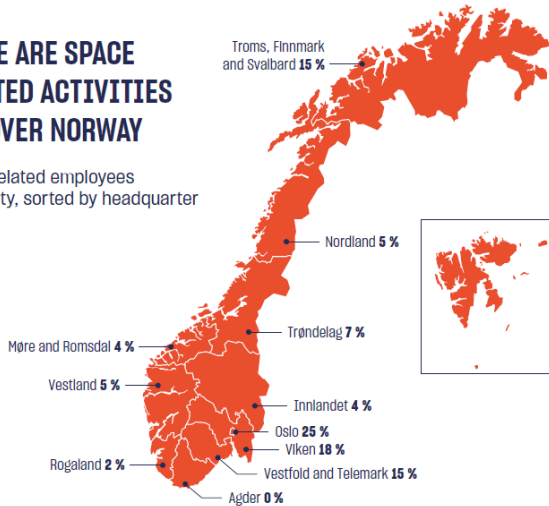 E ARE SPACE
TED ACTIVITIES
OVER NORWAY
elated employees
ty, sorted by headquarter
Troms, FInnmark
and Svalbard 15 %
Nordland 5 %
Trøndelag 7 %
Møre and Romsdal 4 %
Vestland 5 %
Innlandet 4 %
Oslo 25 %
VIken 18 %
Rogaland 2 %
Vestfold and Telemark 15 %
Agder 0 %